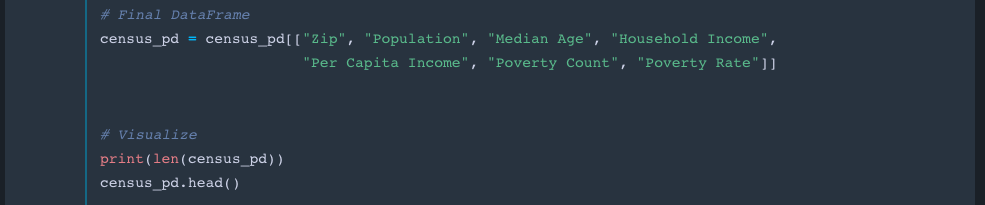 # Final DataFrame
census_pd = census_pd[["Zip", "Population", "Median Age", "Household Income",
"Per Capita Income", "Poverty Count", "Poverty Rate"]]
# Visualize
print(len(census_pd))
census_pd.head()